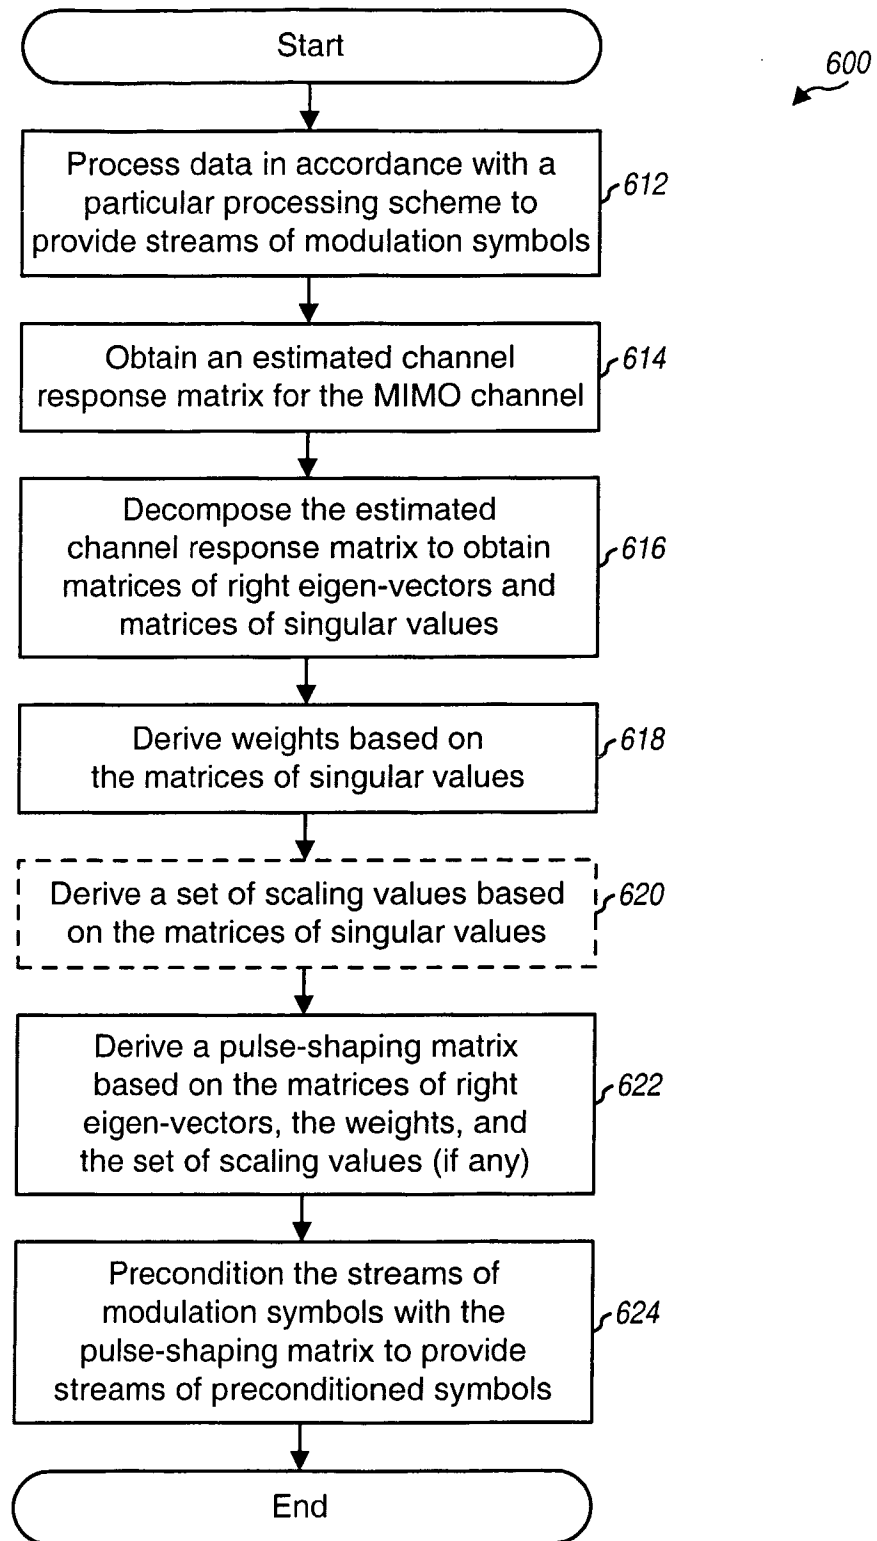 Start
600
Process data in accordance with a
particular processing scheme to
provide streams of modulation symbols
612
Obtain an estimated channel
response matrix for the MIMO channel
614
Decompose the estimated
channel response matrix to obtain
matrices of right eigen-vectors and
matrices of singular values
616
Derive weights based on
the matrices of singular values
618
Derive a set of scaling values based
on the matrices of singular values
620
Derive a pulse-shaping matrix
based on the matrices of right
eigen-vectors, the weights, and
the set of scaling values (if any)
622
Precondition the streams of
modulation symbols with the
pulse-shaping matrix to provide
streams of preconditioned symbols
624
End